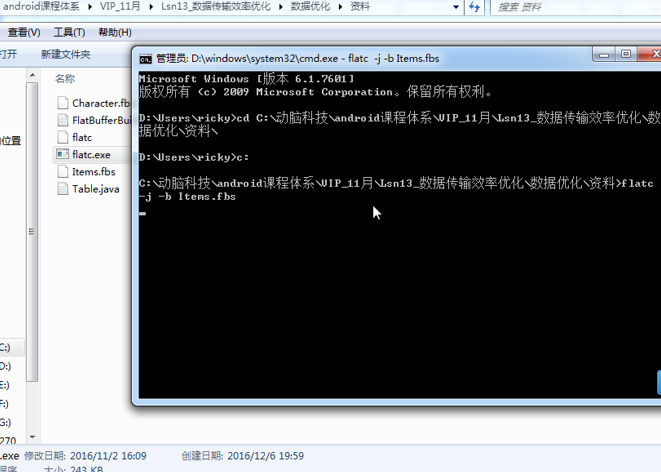 android课程体系 ▸ VIP_11月 ▸ Lsn13_数据传输效率优化 ▸ 数据优化 ▸ 资料
搜索 资料
查看(V) 工具(T) 帮助(H)
打开 新建文件夹
管理员: D:\windows\system32\cmd.exe - flatc -j -b Items.fbs
名称
Character.fb
FlatBufferBui
flatc
flatc.exe
Items.fbs
Table.java
的位置
C:)
D:)
E:)
F:)
G:)
270
Microsoft Windows [版本 6.1.7601]
版权所有 (c) 2009 Microsoft Corporation。保留所有权利。
D:\Users\ricky>cd C:\动脑科技\android课程体系\VIP_11月\Lsn13_数据传输效率优化\数
据优化\资料\
D:\Users\ricky>c:
C:\动脑科技\android课程体系\VIP_11月\Lsn13_数据传输效率优化\数据优化\资料>flatc
-j -b Items.fbs
.exe 修改日期: 2016/11/2 16:09 创建日期: 2016/12/6 19:59
程序 大小: 243 KB